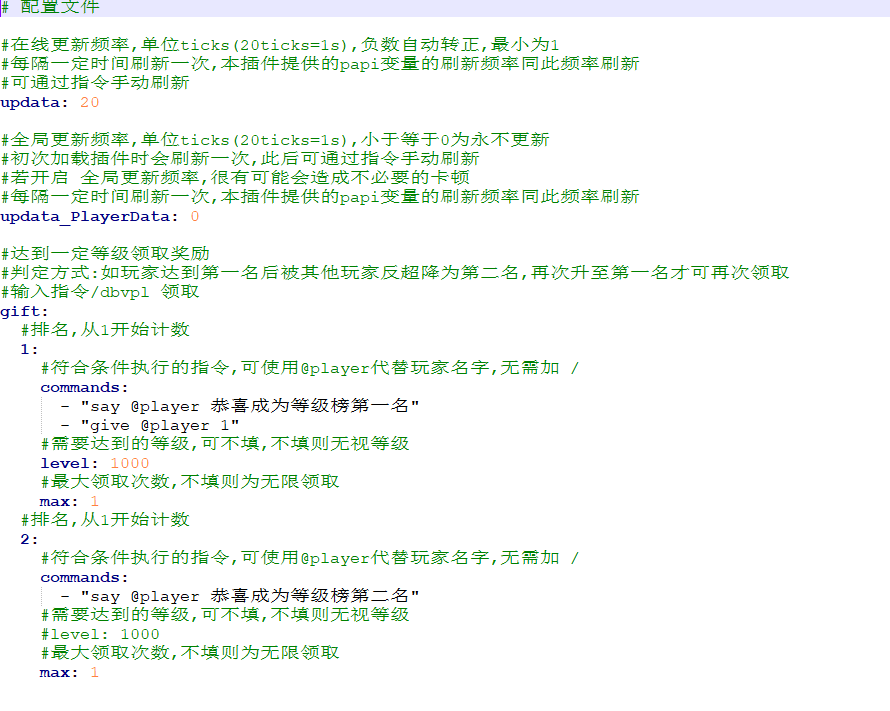 # 配置文件
#在线更新频率,单位ticks(20ticks=1s),负数自动转正,最小为1
#每隔一定时间刷新一次,本插件提供的papi变量的刷新频率同此频率刷新
#可通过指令手动刷新
updata: 20
#全局更新频率,单位ticks(20ticks=1s),小于等于0为永不更新
#初次加载插件时会刷新一次,此后可通过指令手动刷新
#若开启 全局更新频率,很有可能会造成不必要的卡顿
#每隔一定时间刷新一次,本插件提供的papi变量的刷新频率同此频率刷新
updata_PlayerData: 0
#达到一定等级领取奖励
#判定方式:如玩家达到第一名后被其他玩家反超降为第二名,再次升至第一名才可再次领取
#输入指令/dbvpl 领取
gift:
  #排名,从1开始计数
  1:
    #符合条件执行的指令,可使用@player代替玩家名字,无需加 /
    commands:
      - "say @player 恭喜成为等级榜第一名"
      - "give @player 1"
    #需要达到的等级,可不填,不填则无视等级
    level: 1000
    #最大领取次数,不填则为无限领取
    max: 1
  #排名,从1开始计数
  2:
    #符合条件执行的指令,可使用@player代替玩家名字,无需加 /
    commands:
      - "say @player 恭喜成为等级榜第二名"
    #需要达到的等级,可不填,不填则无视等级
    #level: 1000
    #最大领取次数,不填则为无限领取
    max: 1